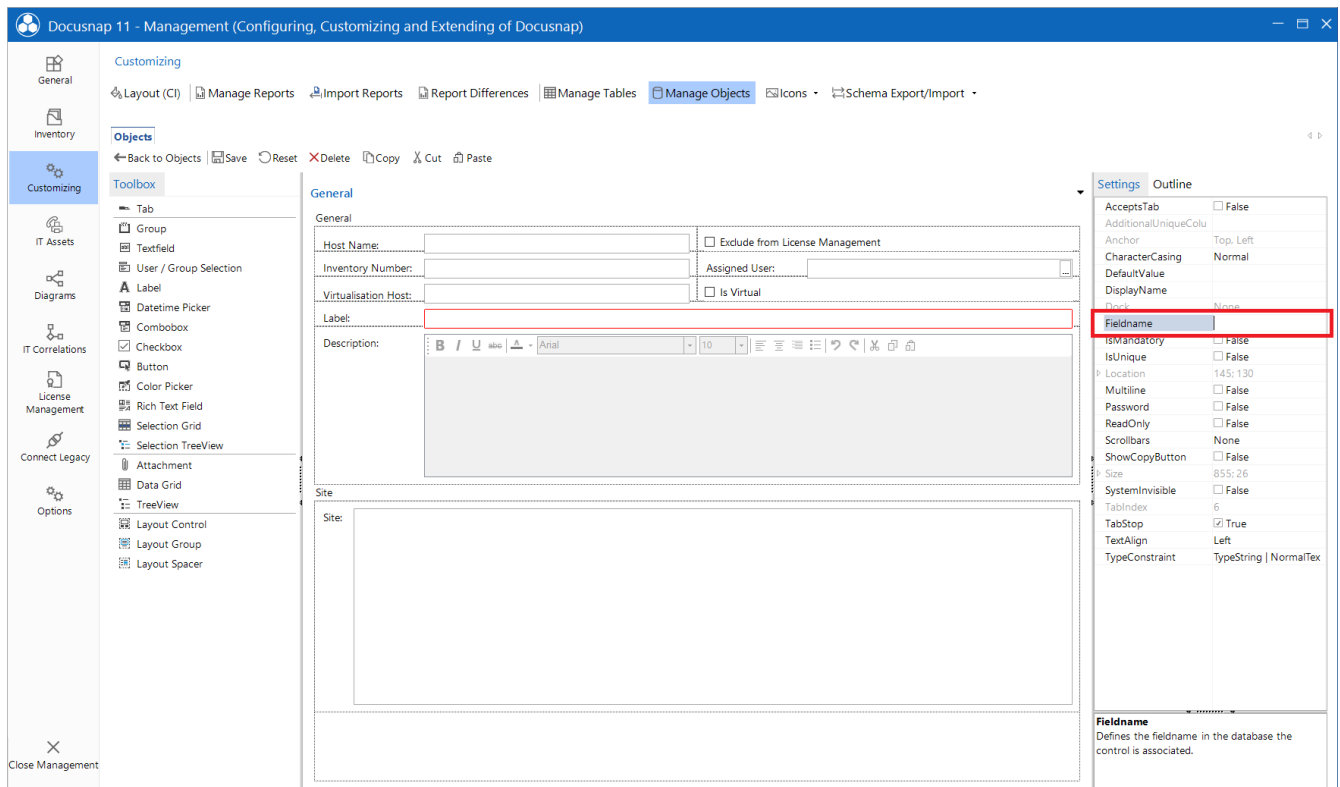 Docusnap 11 - Management (Configuring, Customizing and Extending of Docusnap)
General
Inventory
Customizing
IT Assets
Diagrams
IT Correlations
License
Management
Connect Legacy
Options
Close Management
Customizing
Layout (CI) Manage Reports Import Reports Report Differences Manage Tables Manage Objects Icons Schema Export/Import
Objects
Back to Objects Save Reset Delete Copy Cut Paste
Toolbox
Tab
Group
Textfield
User / Group Selection
Label
Datetime Picker
Combobox
Checkbox
Button
Color Picker
Rich Text Field
Selection Grid
Selection TreeView
Attachment
Data Grid
TreeView
Layout Control
Layout Group
Layout Spacer
General
General
Host Name: Exclude from License Management
Inventory Number: Assigned User: ...
Virtualisation Host: Is Virtual
Label:
Description: B I U abc A Arial 10
Site
Site:
Settings Outline
AcceptsTab False
AdditionalUniqueColu
Anchor Top, Left
CharacterCasing Normal
DefaultValue
DisplayName
Dock None
Fieldname
IsMandatory False
IsUnique False
Location 145; 130
Multiline False
Password False
ReadOnly False
Scrollbars None
ShowCopyButton False
Size 855; 26
SystemInvisible False
TabIndex 6
TabStop True
TextAlign Left
TypeConstraint TypeString | NormalTex
Fieldname
Defines the fieldname in the database the
control is associated.